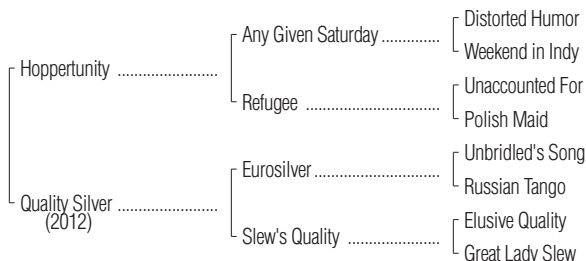 Distorted Humor
Any Given Saturday ..............
Weekend in Indy
Hoppertunity ........................
Unaccounted For
Refugee ................................
Polish Maid
Unbridled's Song
Eurosilver..............................
Russian Tango
Quality Silver ........................
(2012)
Elusive Quality
Slew's Quality ......................
Great Lady Slew